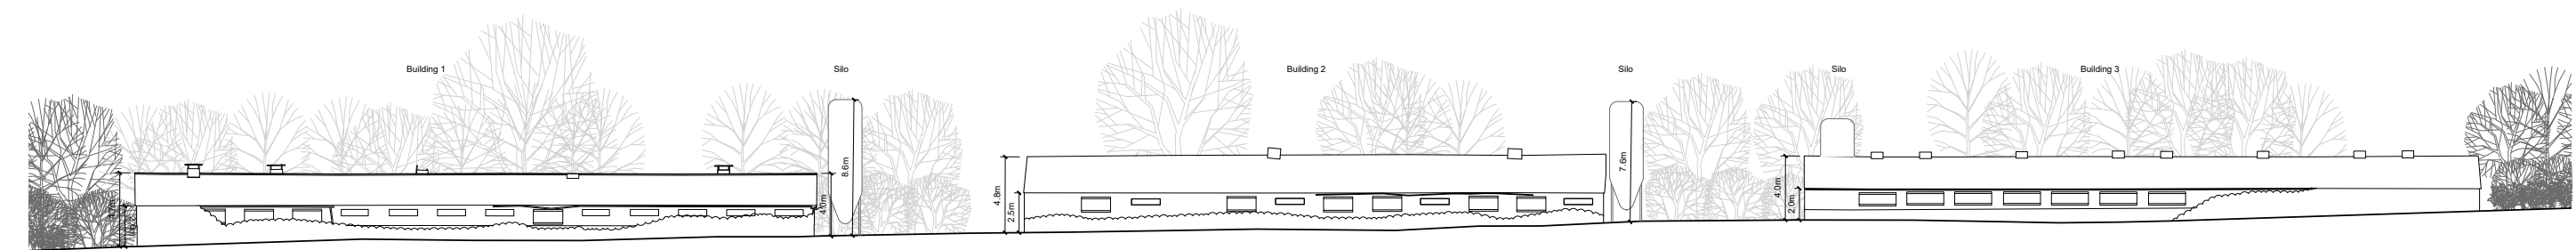 Building 1
Silo
Building 2
Silo
Silo
Building 3
4.0m
8.6m
4.8m
2.5m
7.6m
4.0m
2.0m